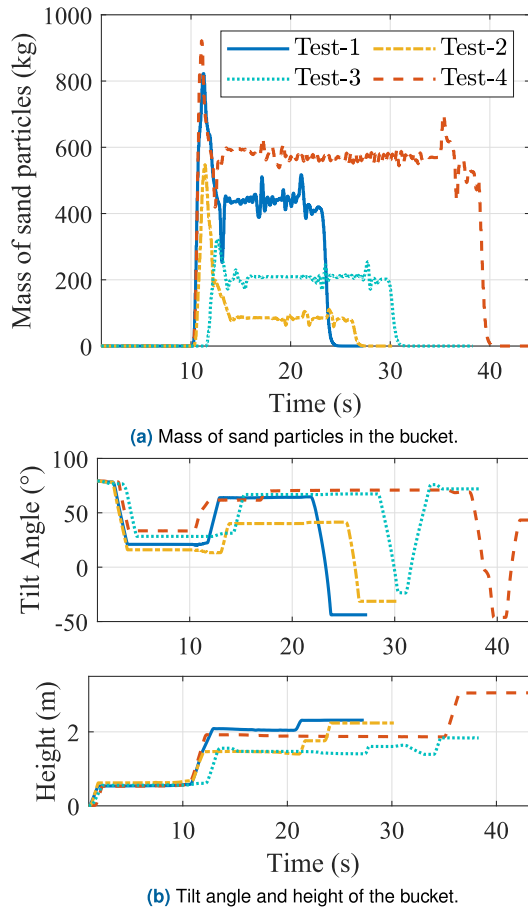 Mass of sand particles (kg)
1000
800
600
400
200
0
Test-1 Test-2
Test-3 Test-4
0 10 20 30 40
Time (s)
(a) Mass of sand particles in the bucket.
Tilt Angle (°)
100
50
0
-50
10 20 30 40
Height (m)
2
0
10 20 30 40
Time (s)
(b) Tilt angle and height of the bucket.